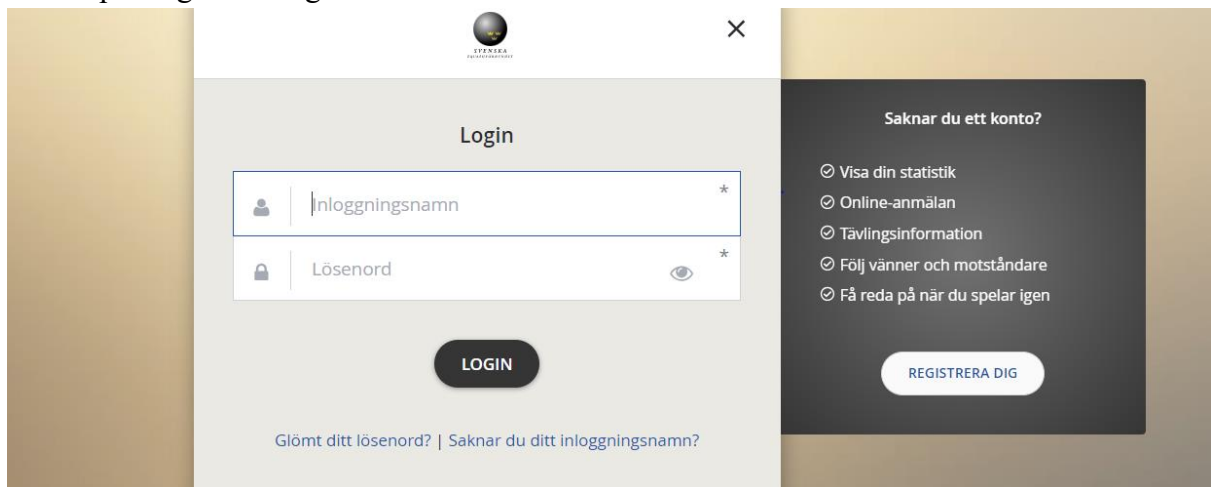 SVENSKA
Login
Inloggningsnamn
*
Lösenord
*
LOGIN
Glömt ditt lösenord? | Saknar du ditt inloggningsnamn?
Saknar du ett konto?
Visa din statistik
Online-anmälan
Tävlingsinformation
Följ vänner och motståndare
Få reda på när du spelar igen
REGISTRERA DIG